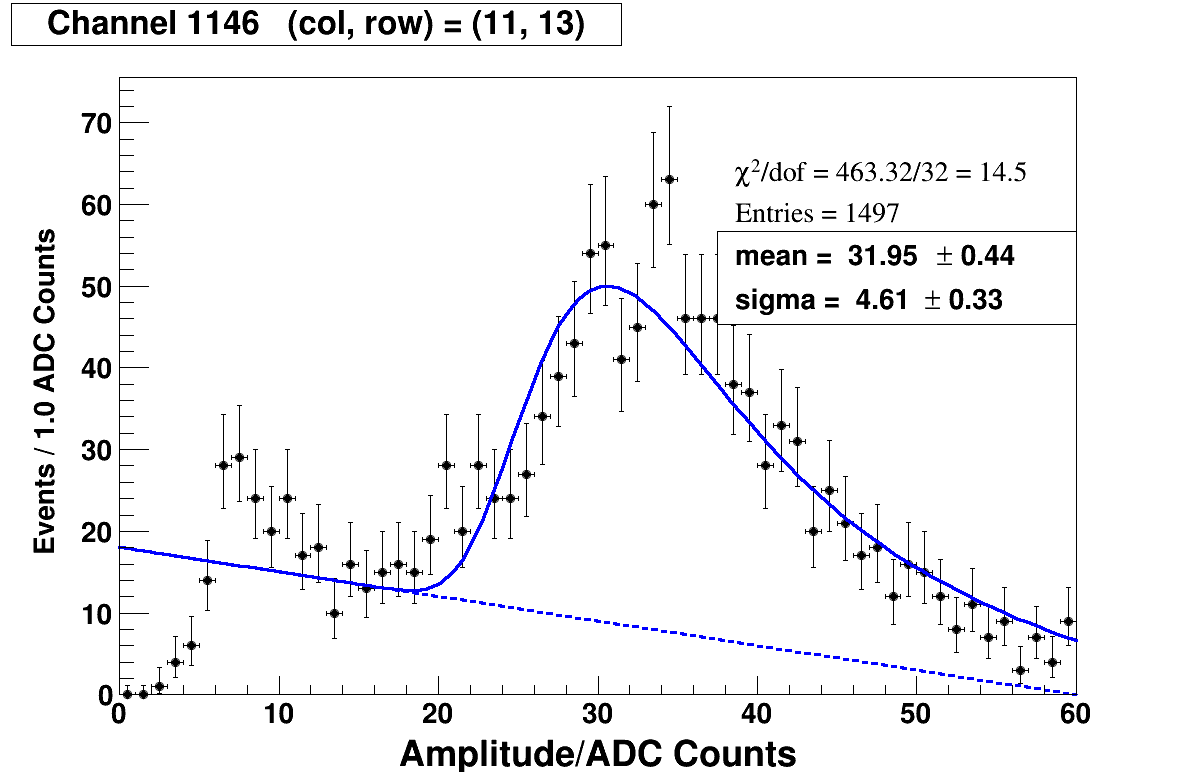 Channel 1146 (col, row) = (11, 13)
70
60
50
40
30
20
10
0
Events / 1.0 ADC Counts
χ²/dof = 463.32/32 = 14.5
Entries = 1497
mean = 31.95 ± 0.44
sigma = 4.61 ± 0.33
0 10 20 30 40 50 60
Amplitude/ADC Counts